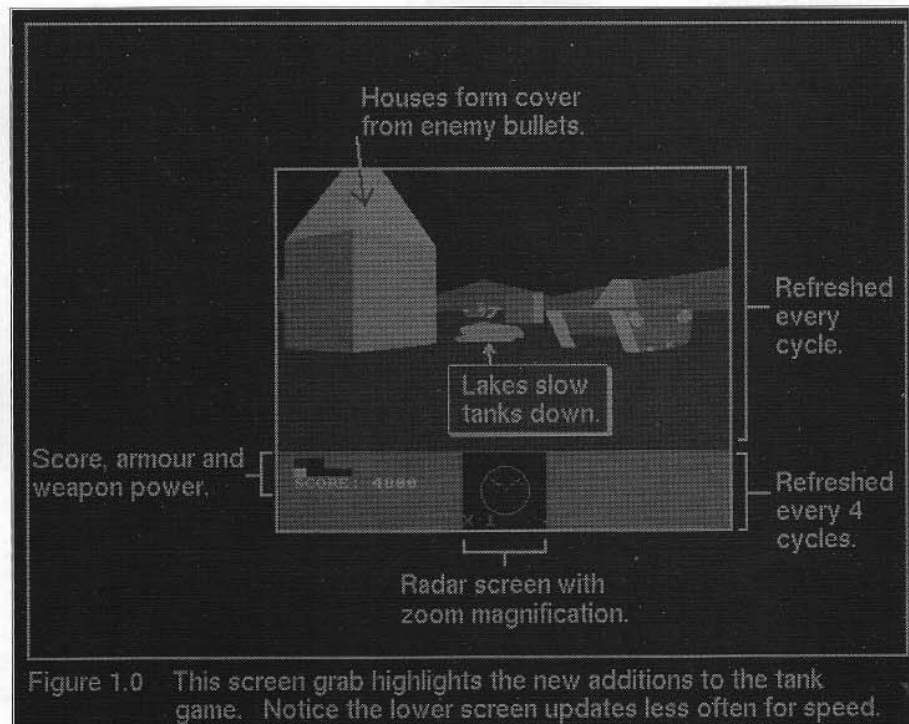 Houses form cover
from enemy bullets.
Refreshed
every
cycle.
Lakes slow
tanks down.
Score, armour and
weapon power.
SCORE: 4000
X 1
Refreshed
every 4
cycles.
Radar screen with
zoom magnification.
Figure 1.0 This screen grab highlights the new additions to the tank
game. Notice the lower screen updates less often for speed.